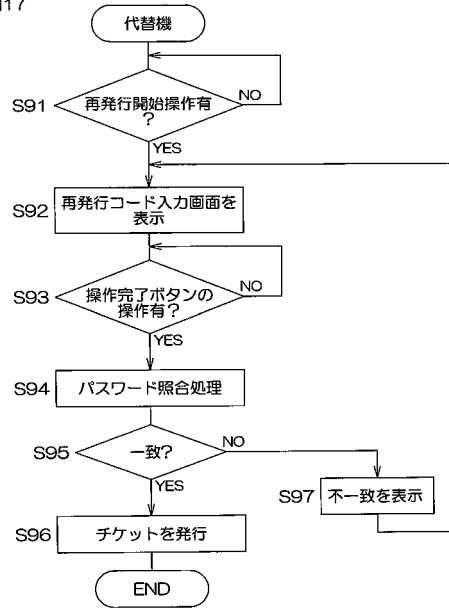 代替機
S91
再発行開始操作有
?
NO
YES
S92
再発行コード入力画面を
表示
S93
操作完了ボタンの
操作有?
NO
YES
S94
パスワード照合処理
S95
一致?
NO
YES
S97
不一致を表示
S96
チケットを発行
END